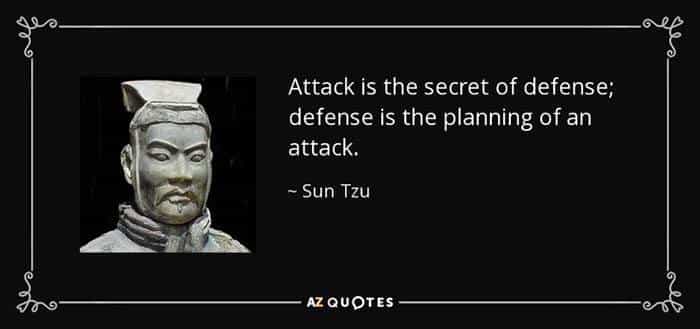 Attack is the secret of defense;
defense is the planning of an
attack.
~ Sun Tzu
AZ QUOTES